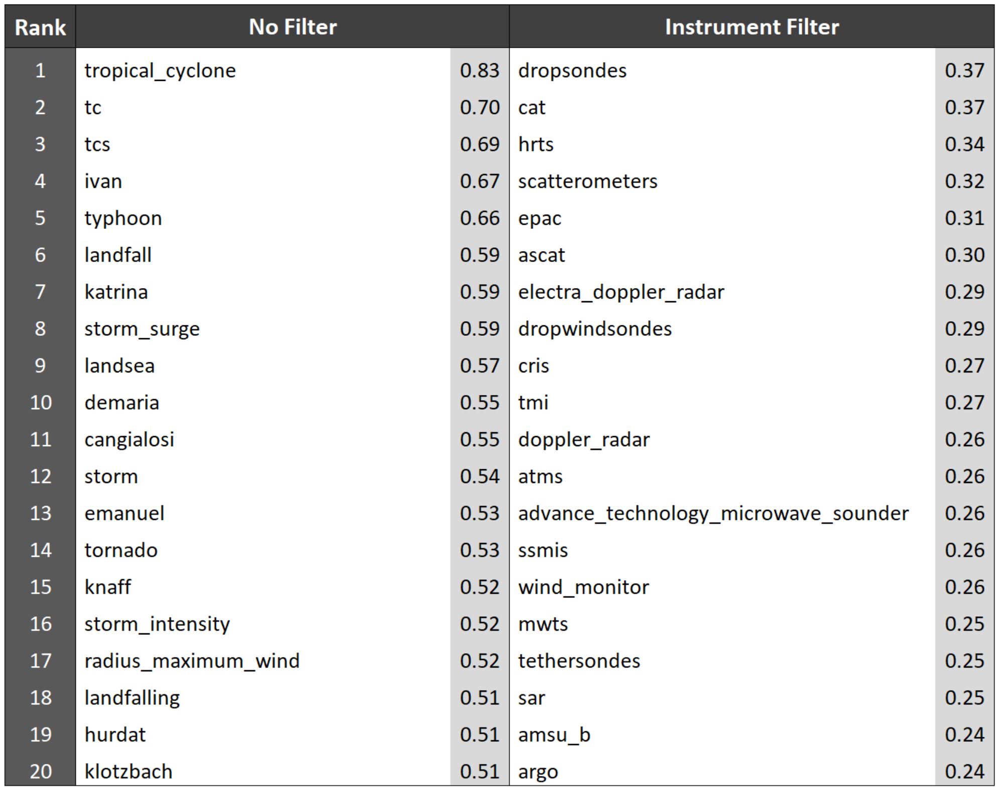 Rank No Filter Instrument Filter
1 tropical_cyclone 0.83 dropsondes 0.37
2 tc 0.70 cat 0.37
3 tcs 0.69 hrts 0.34
4 ivan 0.67 scatterometers 0.32
5 typhoon 0.66 epac 0.31
6 landfall 0.59 ascat 0.30
7 katrina 0.59 electra_doppler_radar 0.29
8 storm_surge 0.59 dropwindsondes 0.29
9 landsea 0.57 cris 0.27
10 demaria 0.55 tmi 0.27
11 cangialosi 0.55 doppler_radar 0.26
12 storm 0.54 atms 0.26
13 emanuel 0.53 advance_technology_microwave_sounder 0.26
14 tornado 0.53 ssmis 0.26
15 knaff 0.52 wind_monitor 0.26
16 storm_intensity 0.52 mwts 0.25
17 radius_maximum_wind 0.52 tethersondes 0.25
18 landfalling 0.51 sar 0.25
19 hurdat 0.51 amsu_b 0.24
20 klotzbach 0.51 argo 0.24